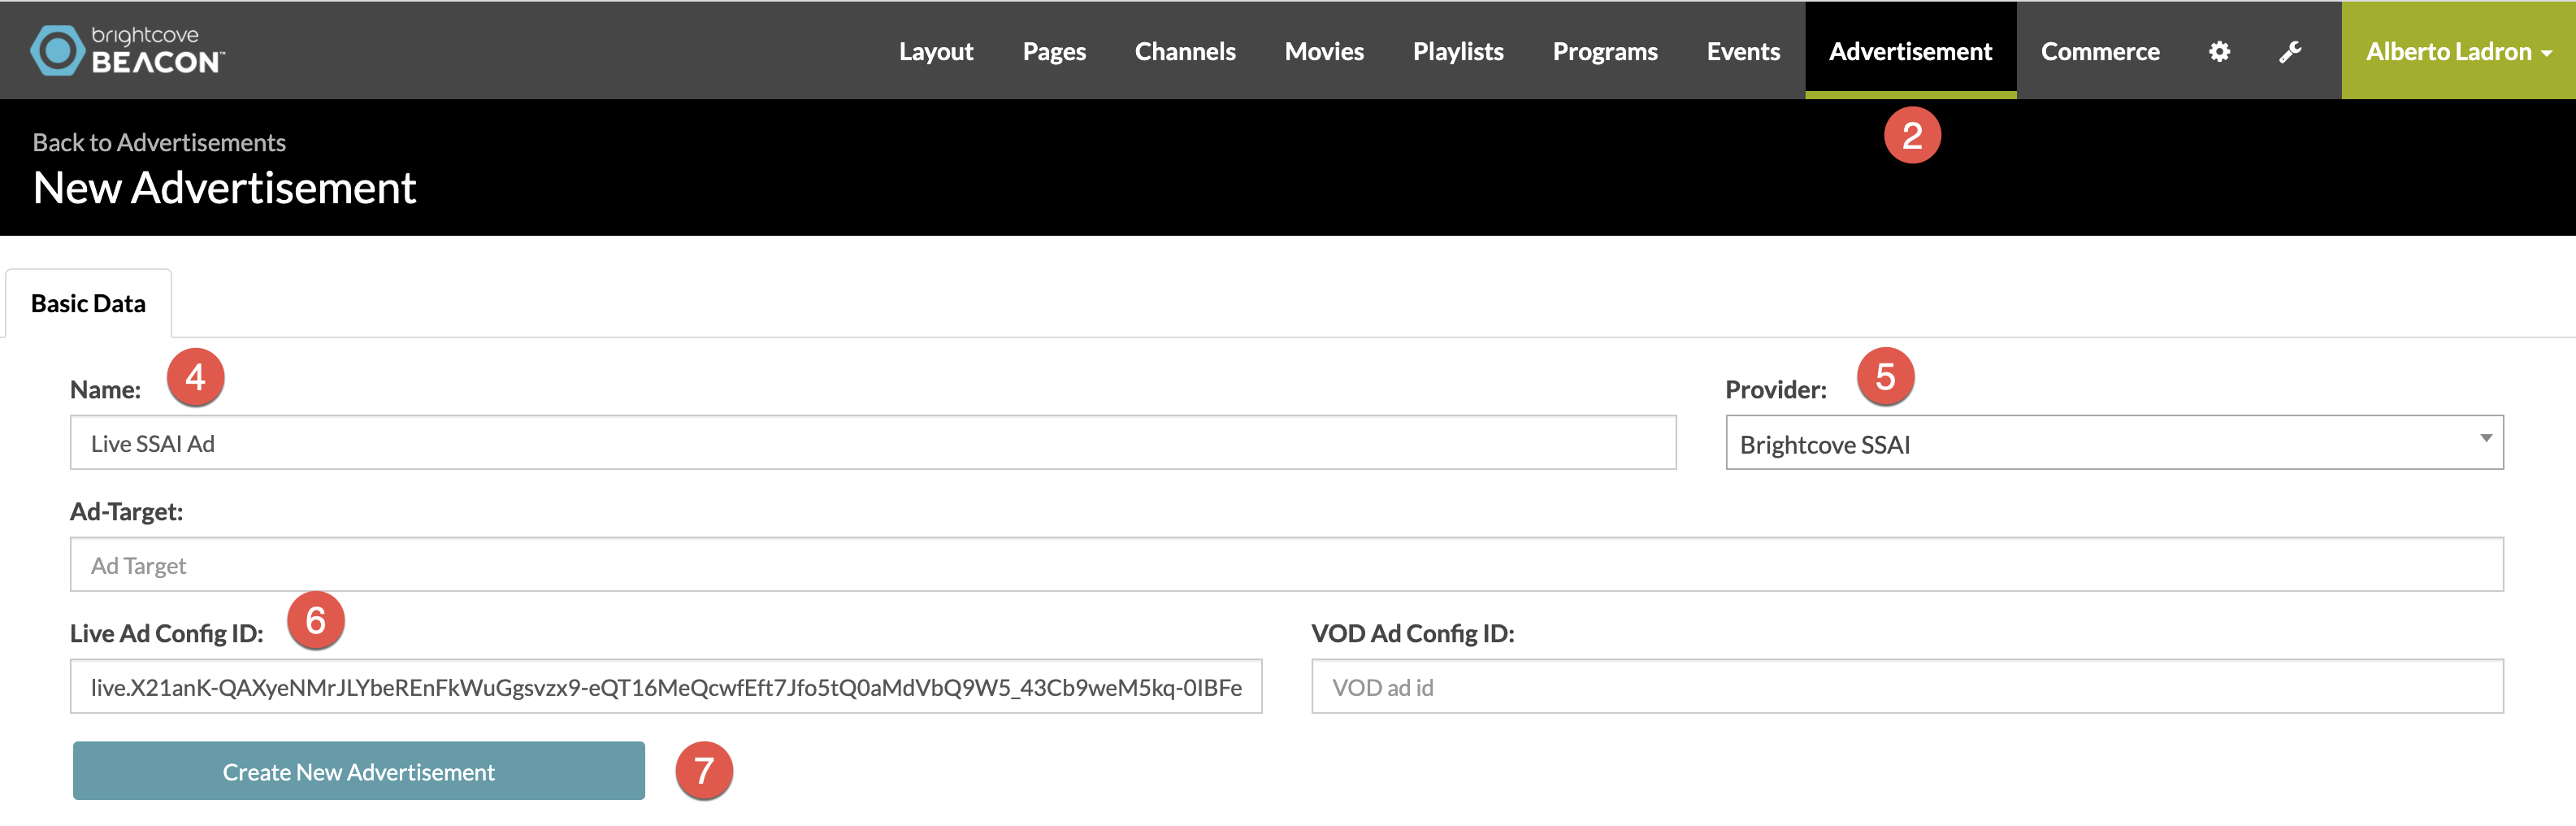 brightcove
BEACON™
Layout Pages Channels Movies Playlists Programs Events Advertisement Commerce Alberto Ladron
2
Back to Advertisements
New Advertisement
Basic Data
Name: 4 Provider: 5
Live SSAI Ad Brightcove SSAI
Ad-Target:
Ad Target
Live Ad Config ID: 6 VOD Ad Config ID:
live.X21anK-QAXyeNMrJLYbeREnFkWuGgsvzx9-eQT16MeQcwfEft7Jfo5tQ0aMdVbQ9W5_43Cb9weM5kq-0IBFe VOD ad id
Create New Advertisement 7